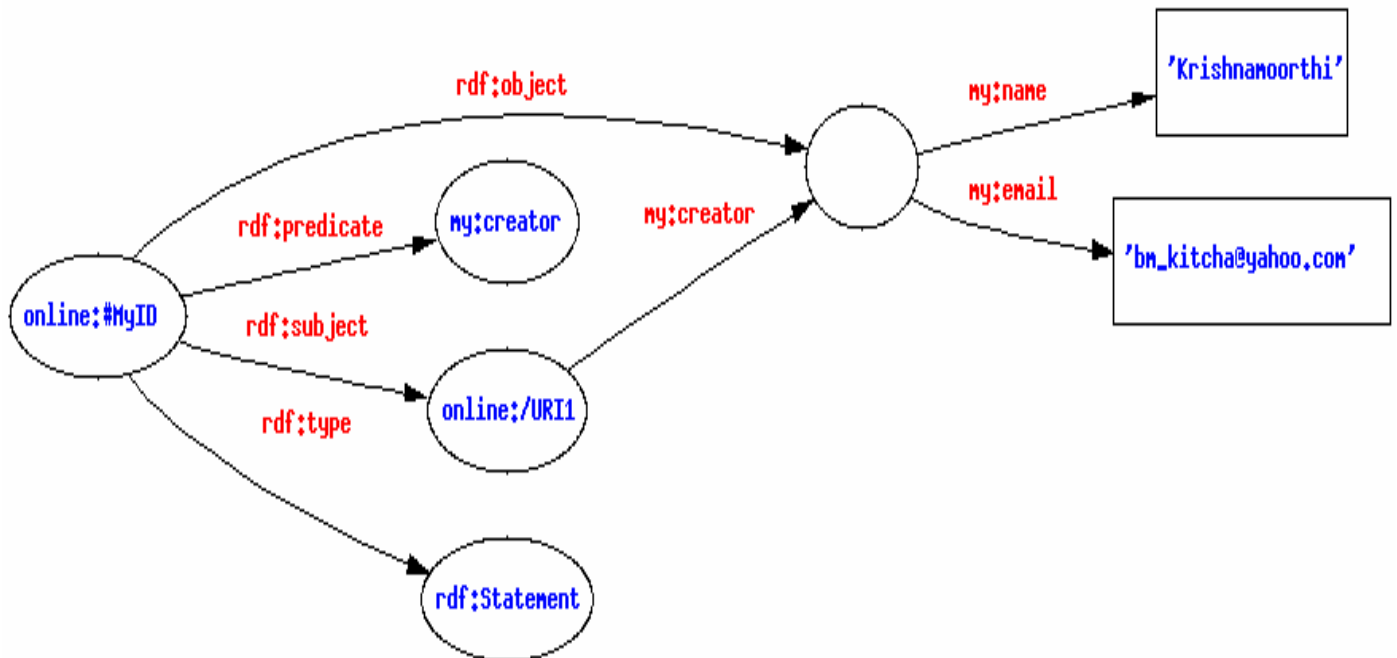 'Krishnamoorthi'
rdf:object
my:name
my:email
rdf:predicate
my:creator
my:creator
'bm_kitcha@yahoo.com'
online:#MyID
rdf:subject
online:/URI1
rdf:type
rdf:Statement